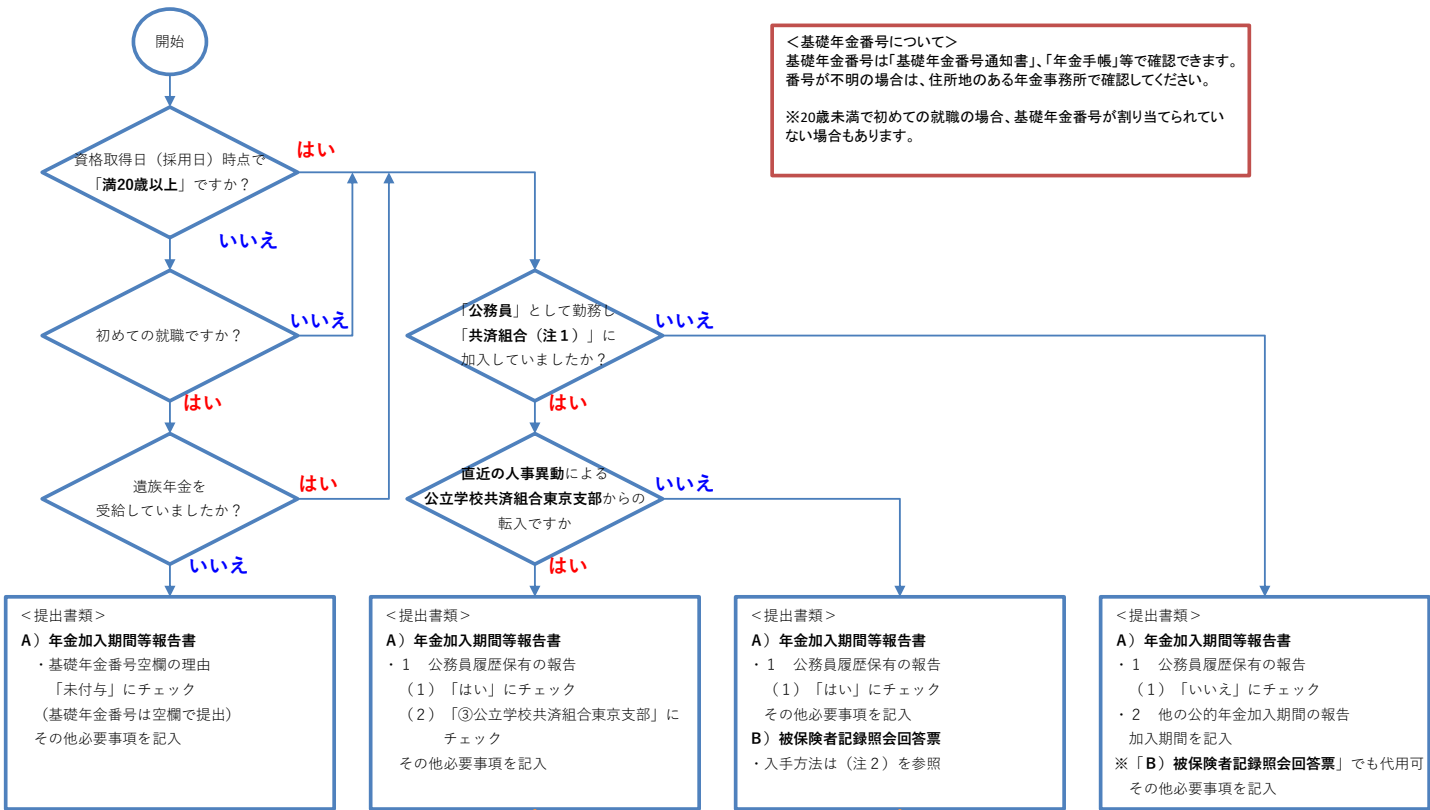 開始
＜基礎年金番号について＞
基礎年金番号は「基礎年金番号通知書」、「年金手帳」等で確認できます。
番号が不明の場合は、住所地のある年金事務所で確認してください。
※20歳未満で初めての就職の場合、基礎年金番号が割り当てられてい
ない場合もあります。
資格取得日（採用日）時点で
「満20歳以上」ですか？
はい
いいえ
初めての就職ですか？
いいえ
はい
遺族年金を
受給していましたか？
はい
いいえ
「公務員」として勤務し
「共済組合（注１）」に
加入していましたか？
いいえ
はい
直近の人事異動による
公立学校共済組合東京支部からの
転入ですか
いいえ
はい
＜提出書類＞
A）年金加入期間等報告書
・基礎年金番号空欄の理由
「未付与」にチェック
（基礎年金番号は空欄で提出）
その他必要事項を記入
＜提出書類＞
A）年金加入期間等報告書
・１　公務員履歴保有の報告
（１）「はい」にチェック
（２）「③公立学校共済組合東京支部」に
チェック
その他必要事項を記入
＜提出書類＞
A）年金加入期間等報告書
・１　公務員履歴保有の報告
（１）「はい」にチェック
その他必要事項を記入
B）被保険者記録照会回答票
・入手方法は（注２）を参照
＜提出書類＞
A）年金加入期間等報告書
・１　公務員履歴保有の報告
（１）「いいえ」にチェック
・２　他の公的年金加入期間の報告
加入期間を記入
※「B）被保険者記録照会回答票」でも代用可
その他必要事項を記入